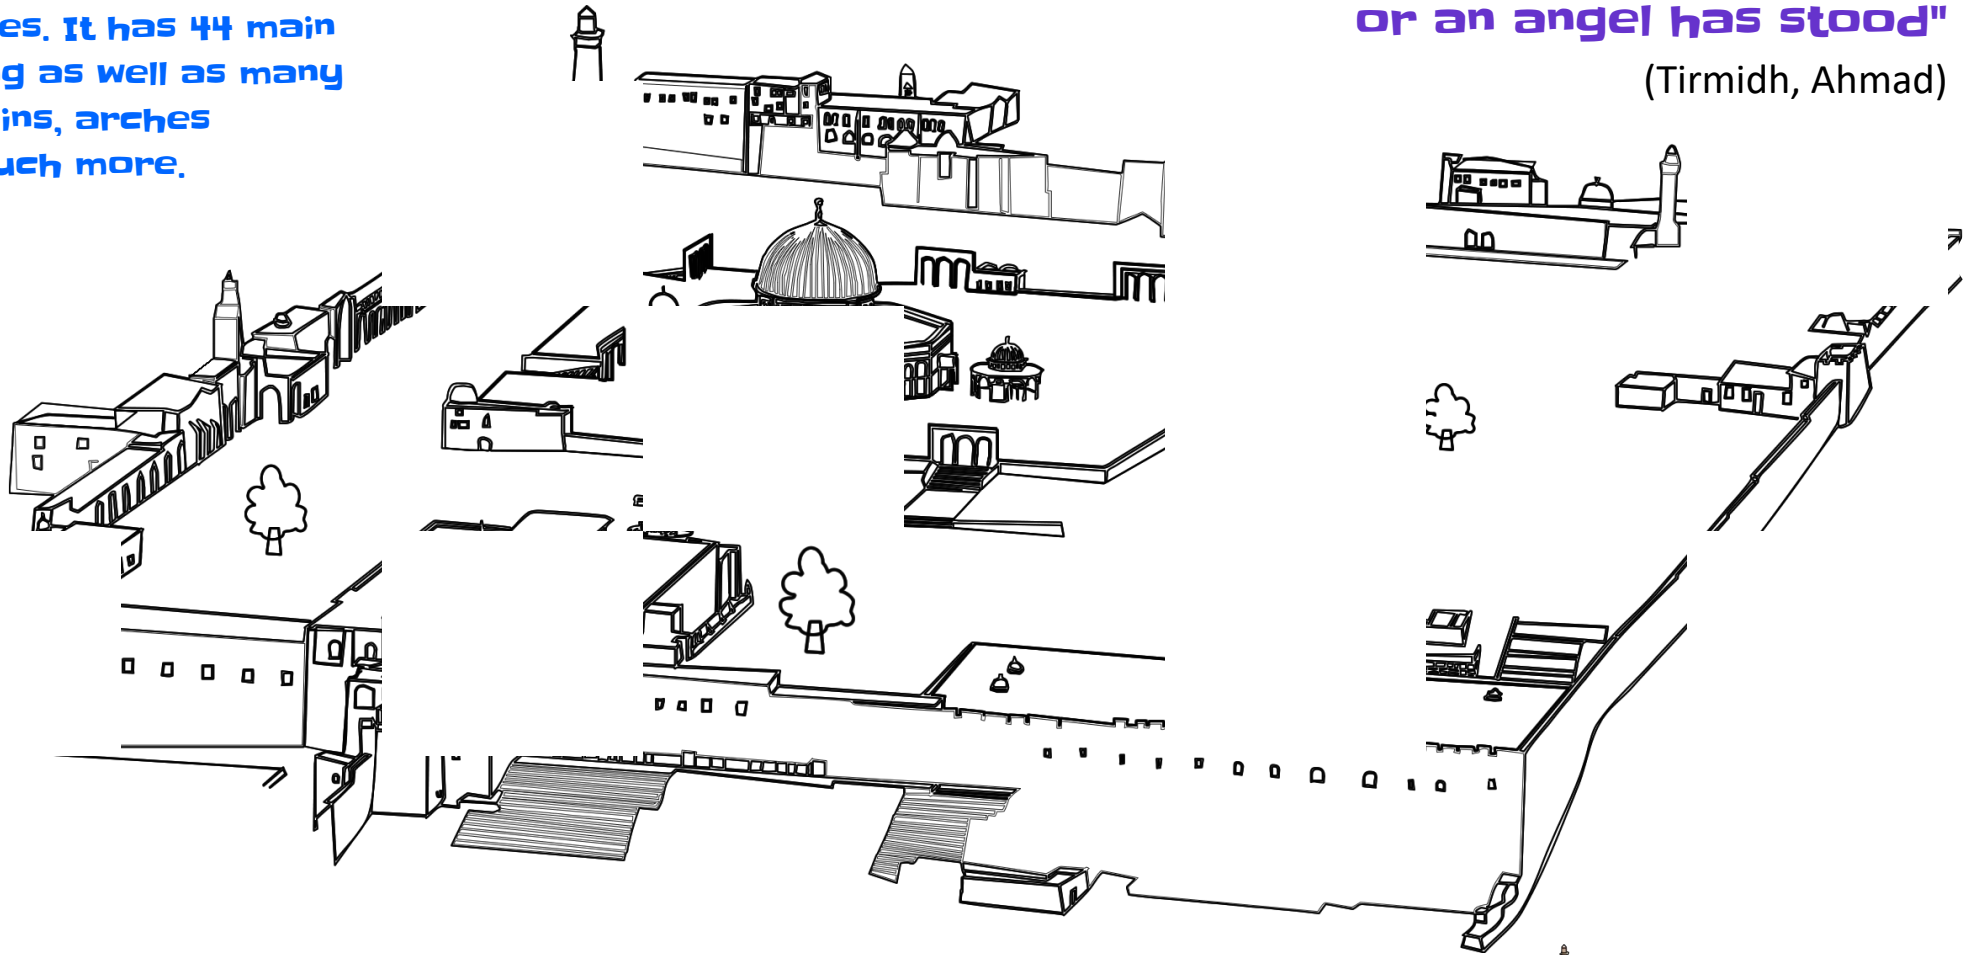 es. It has 44 main
g as well as many
ins, arches
uch more.
or an angel has stood"
(Tirmidh, Ahmad)